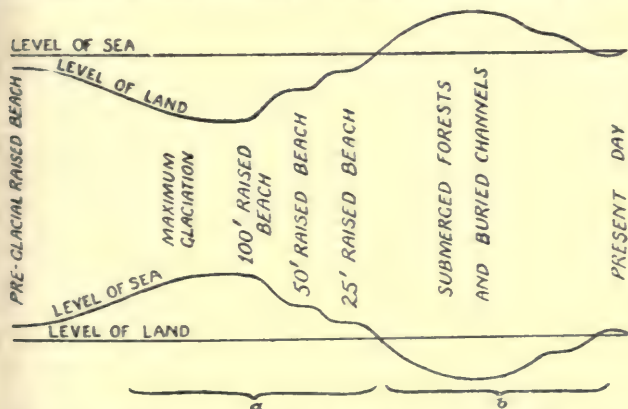 LEVEL OF SEA
LEVEL OF LAND
PRE-GLACIAL RAISED BEACH
MAXIMUM
GLACIATION
100' RAISED
BEACH
50' RAISED BEACH
25' RAISED BEACH
SUBMERGED FORESTS
AND BURIED CHANNELS
PRESENT DAY
LEVEL OF SEA
LEVEL OF LAND
a
b